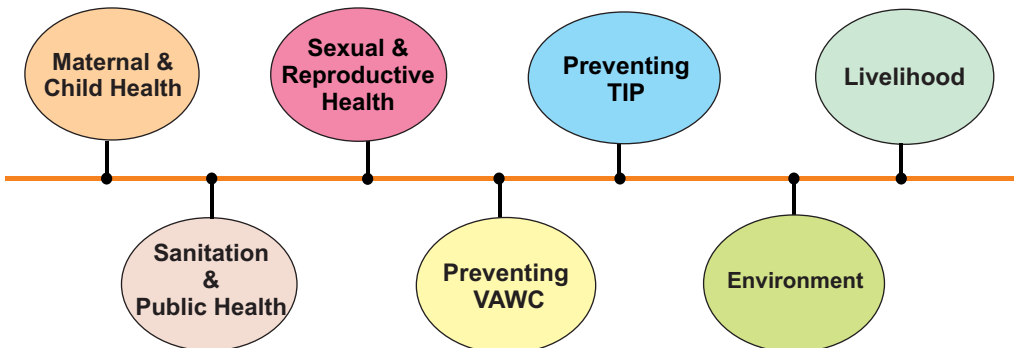 Maternal &
Child Health
Sexual &
Reproductive
Health
Preventing
TIP
Livelihood
Sanitation
&
Public Health
Preventing
VAWC
Environment